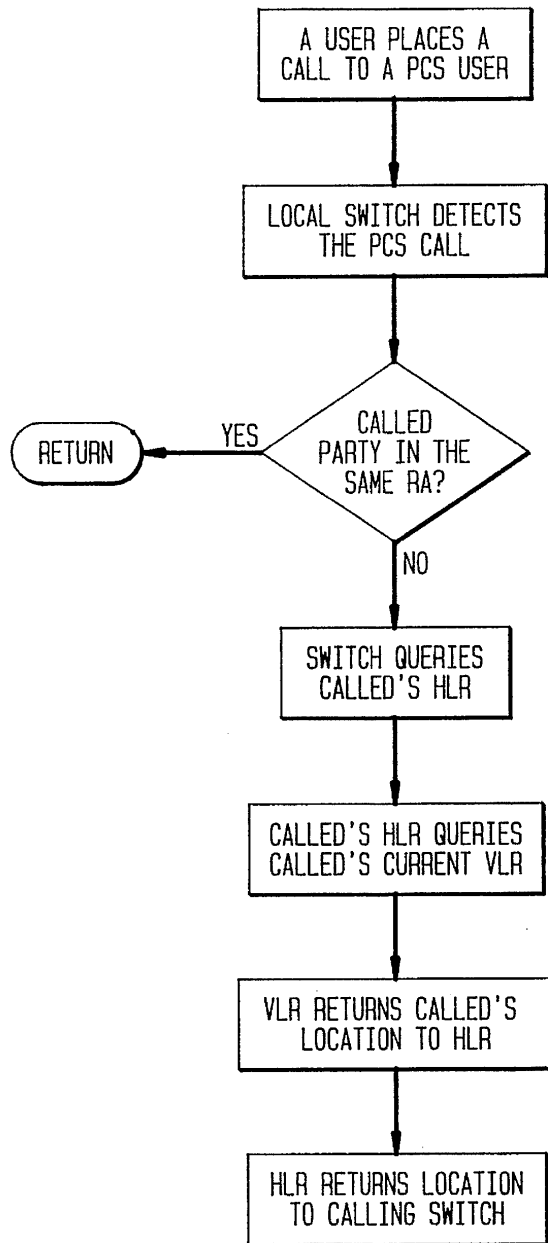 A USER PLACES A
CALL TO A PCS USER
LOCAL SWITCH DETECTS
THE PCS CALL
CALLED
PARTY IN THE
SAME RA?
YES
RETURN
NO
SWITCH QUERIES
CALLED'S HLR
CALLED'S HLR QUERIES
CALLED'S CURRENT VLR
VLR RETURNS CALLED'S
LOCATION TO HLR
HLR RETURNS LOCATION
TO CALLING SWITCH